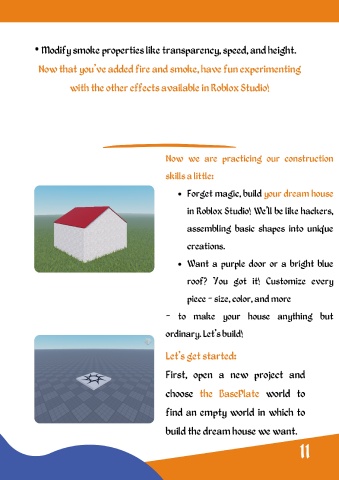 • Modify smoke properties like transparency, speed, and height.
Now that you've added fire and smoke, have fun experimenting
with the other effects available in Roblox Studio!
Now we are practicing our construction
skills a little:
• Forget magic, build your dream house
in Roblox Studio! We'll be like hackers,
assembling basic shapes into unique
creations.
• Want a purple door or a bright blue
roof? You got it! Customize every
piece - size, color, and more
- to make your house anything but
ordinary. Let's build!
Let's get started:
First, open a new project and
choose the BasePlate world to
find an empty world in which to
build the dream house we want.
11